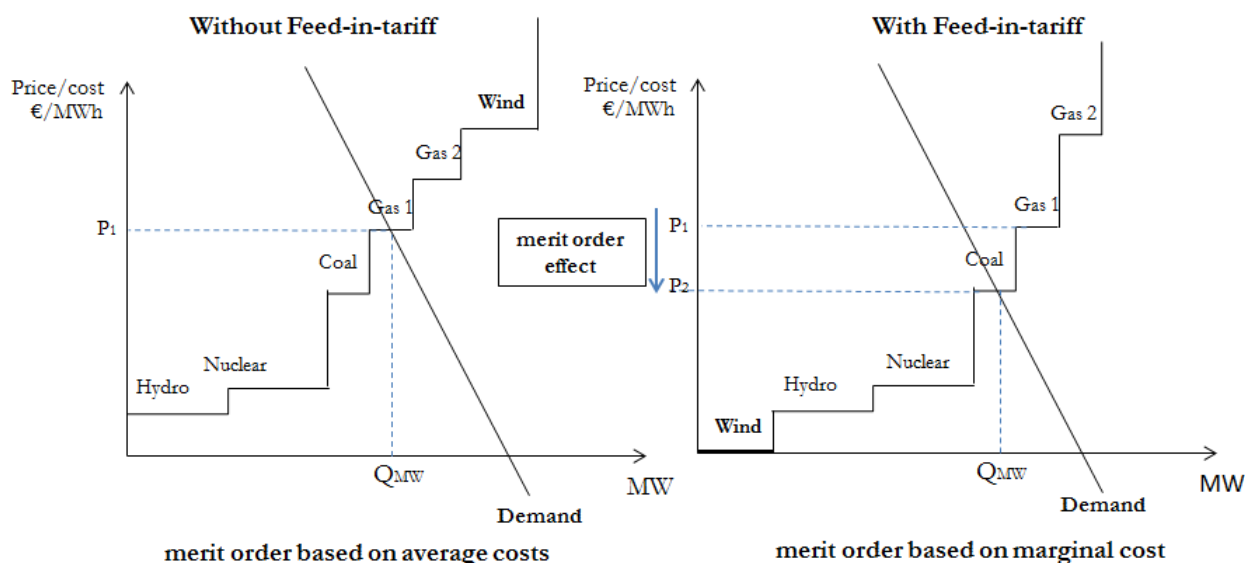 Without Feed-in-tariff
Price/cost
€/MWh
Wind
Gas 2
Gas 1
P1
Coal
Nuclear
Hydro
QMW
MW
Demand
merit order based on average costs
merit order
effect
With Feed-in-tariff
Price/cost
€/MWh
Gas 2
Gas 1
P1
Coal
P2
Nuclear
Hydro
Wind
QMW
MW
Demand
merit order based on marginal cost